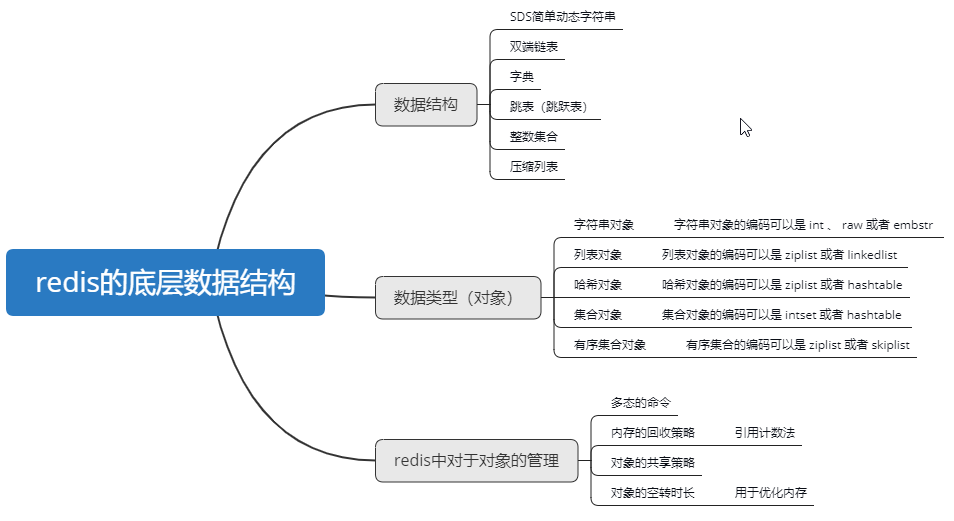 redis的底层数据结构
数据结构
SDS简单动态字符串
双端链表
字典
跳表（跳跃表）
整数集合
压缩列表
数据类型（对象）
字符串对象 字符串对象的编码可以是 int 、 raw 或者 embstr
列表对象 列表对象的编码可以是 ziplist 或者 linkedlist
哈希对象 哈希对象的编码可以是 ziplist 或者 hashtable
集合对象 集合对象的编码可以是 intset 或者 hashtable
有序集合对象 有序集合的编码可以是 ziplist 或者 skiplist
redis中对于对象的管理
多态的命令
内存的回收策略 引用计数法
对象的共享策略
对象的空转时长 用于优化内存